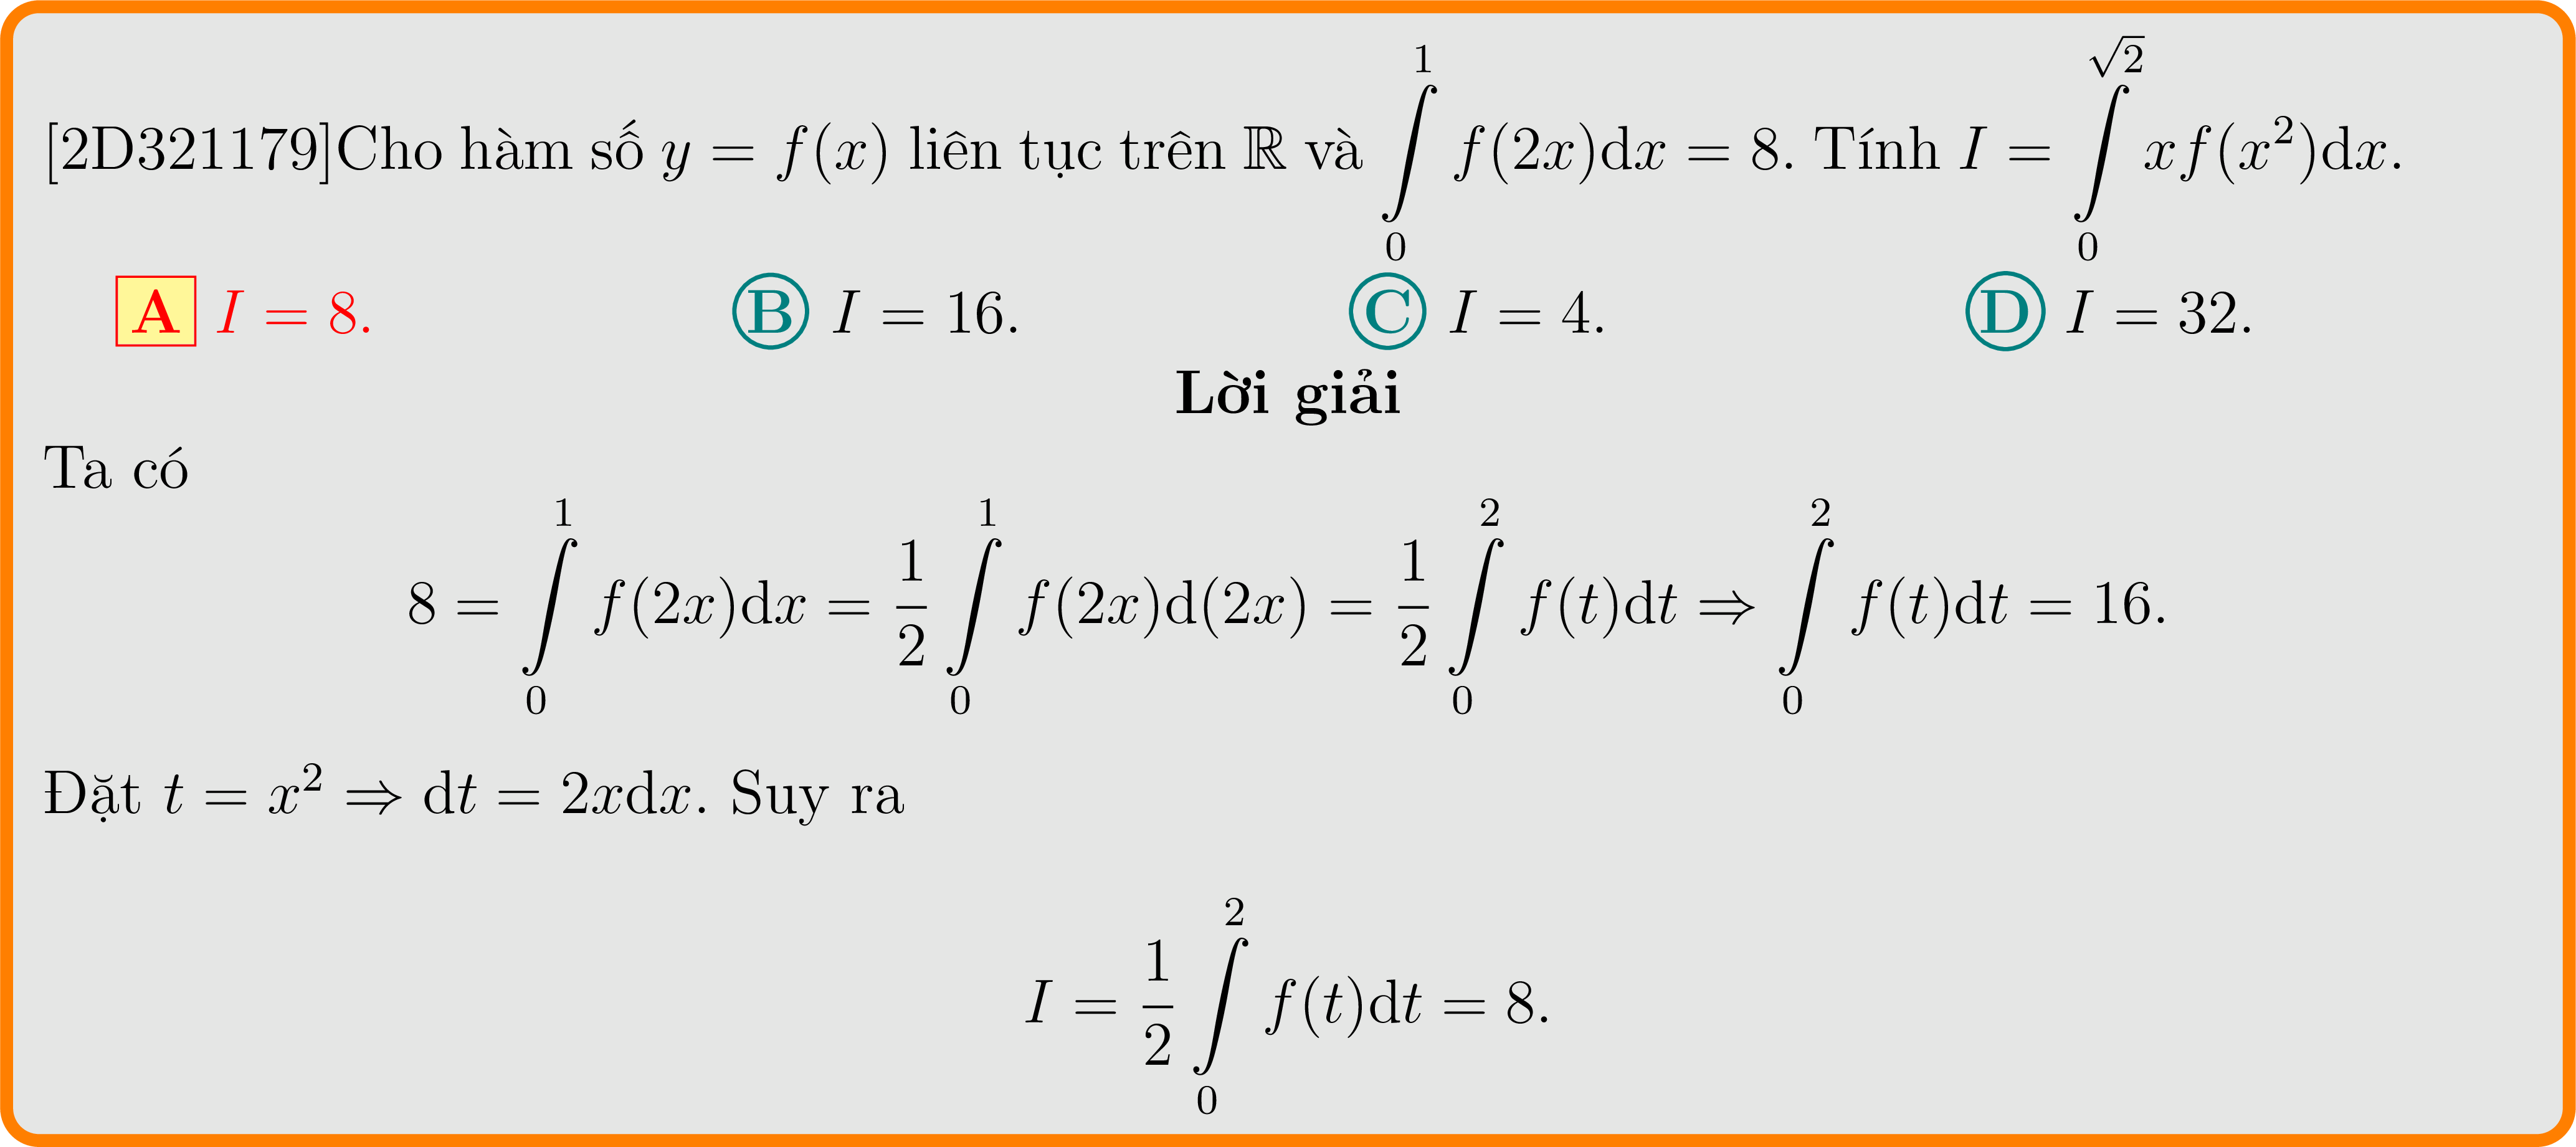 [2D321179]Cho hàm số $y = f(x)$ liên tục trên $\mathbb{R}$ và $\int\limits_0^1 f(2x)\mathrm{d}x = 8$. Tính $I = \int\limits_0^{\sqrt{2}} xf(x^2)\mathrm{d}x$.
A $I = 8$. B $I = 16$. C $I = 4$. D $I = 32$.
Lời giải
Ta có
$8 = \int\limits_0^1 f(2x)\mathrm{d}x = \frac{1}{2}\int\limits_0^1 f(2x)\mathrm{d}(2x) = \frac{1}{2}\int\limits_0^2 f(t)\mathrm{d}t \Rightarrow \int\limits_0^2 f(t)\mathrm{d}t = 16.$
Đặt $t = x^2 \Rightarrow \mathrm{d}t = 2x\mathrm{d}x$. Suy ra
$I = \frac{1}{2}\int\limits_0^2 f(t)\mathrm{d}t = 8.$